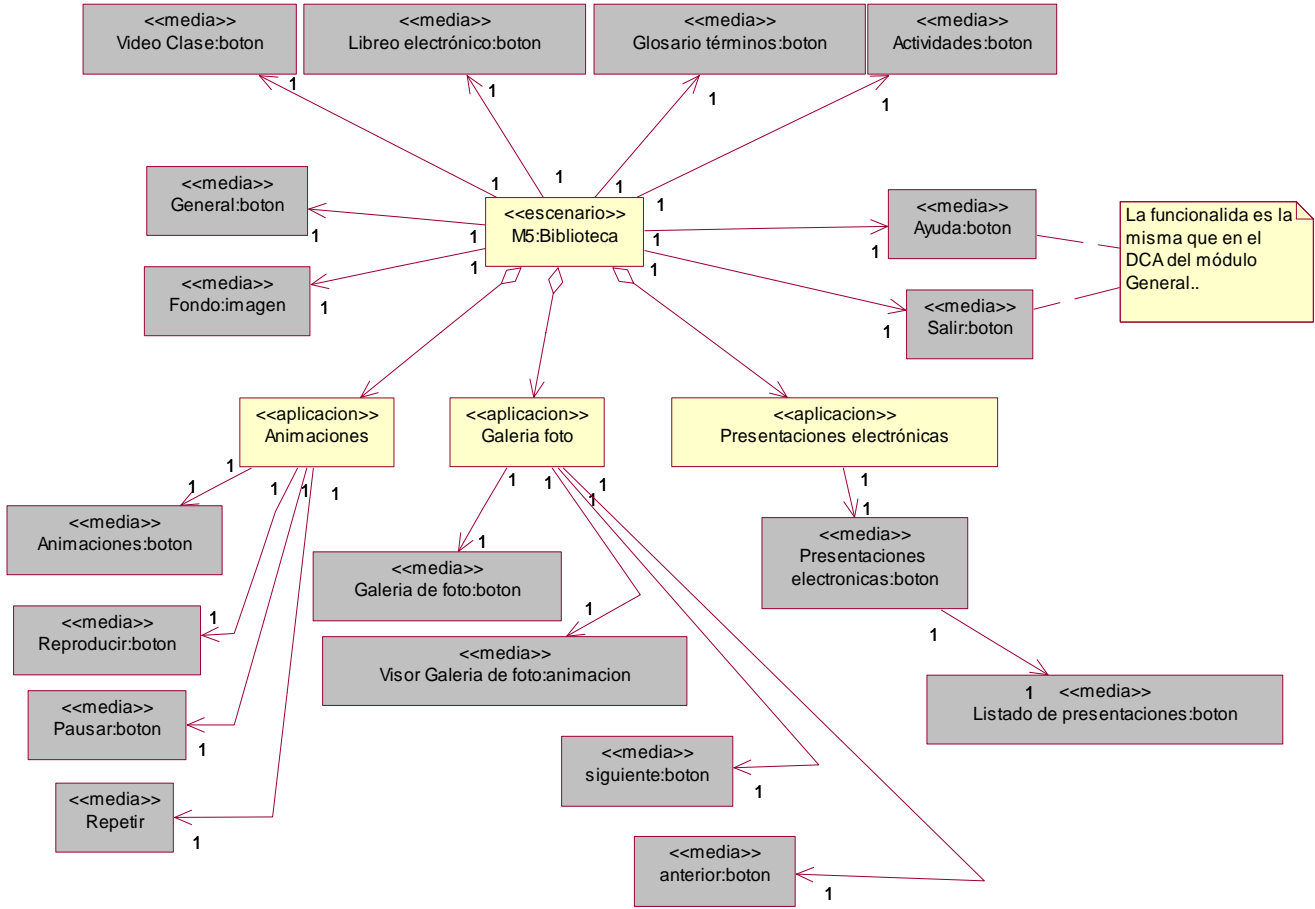 <<media>>
Video Clase:boton
<<media>>
Libreo electrónico:boton
<<media>>
Glosario términos:boton
<<media>>
Actividades:boton
1
1
1
1
1
1
1
1
<<media>>
General:boton
1
1
<<escenario>>
M5:Biblioteca
1
1
<<media>>
Ayuda:boton
La funcionalida es la
misma que en el
DCA del módulo
General..
<<media>>
Fondo:imagen
1
1
1
1
<<media>>
Salir:boton
<<aplicacion>>
Animaciones
<<aplicacion>>
Galeria foto
<<aplicacion>>
Presentaciones electrónicas
1
1
1
1
1
1
1
1
1
1
<<media>>
Animaciones:boton
1
<<media>>
Galeria de foto:boton
1
<<media>>
Presentaciones
electronicas:boton
<<media>>
Reproducir:boton
1
1
1
<<media>>
Visor Galeria de foto:animacion
<<media>>
Pausar:boton
1
1
<<media>>
Listado de presentaciones:boton
<<media>>
siguiente:boton
1
<<media>>
Repetir
1
<<media>>
anterior:boton
1